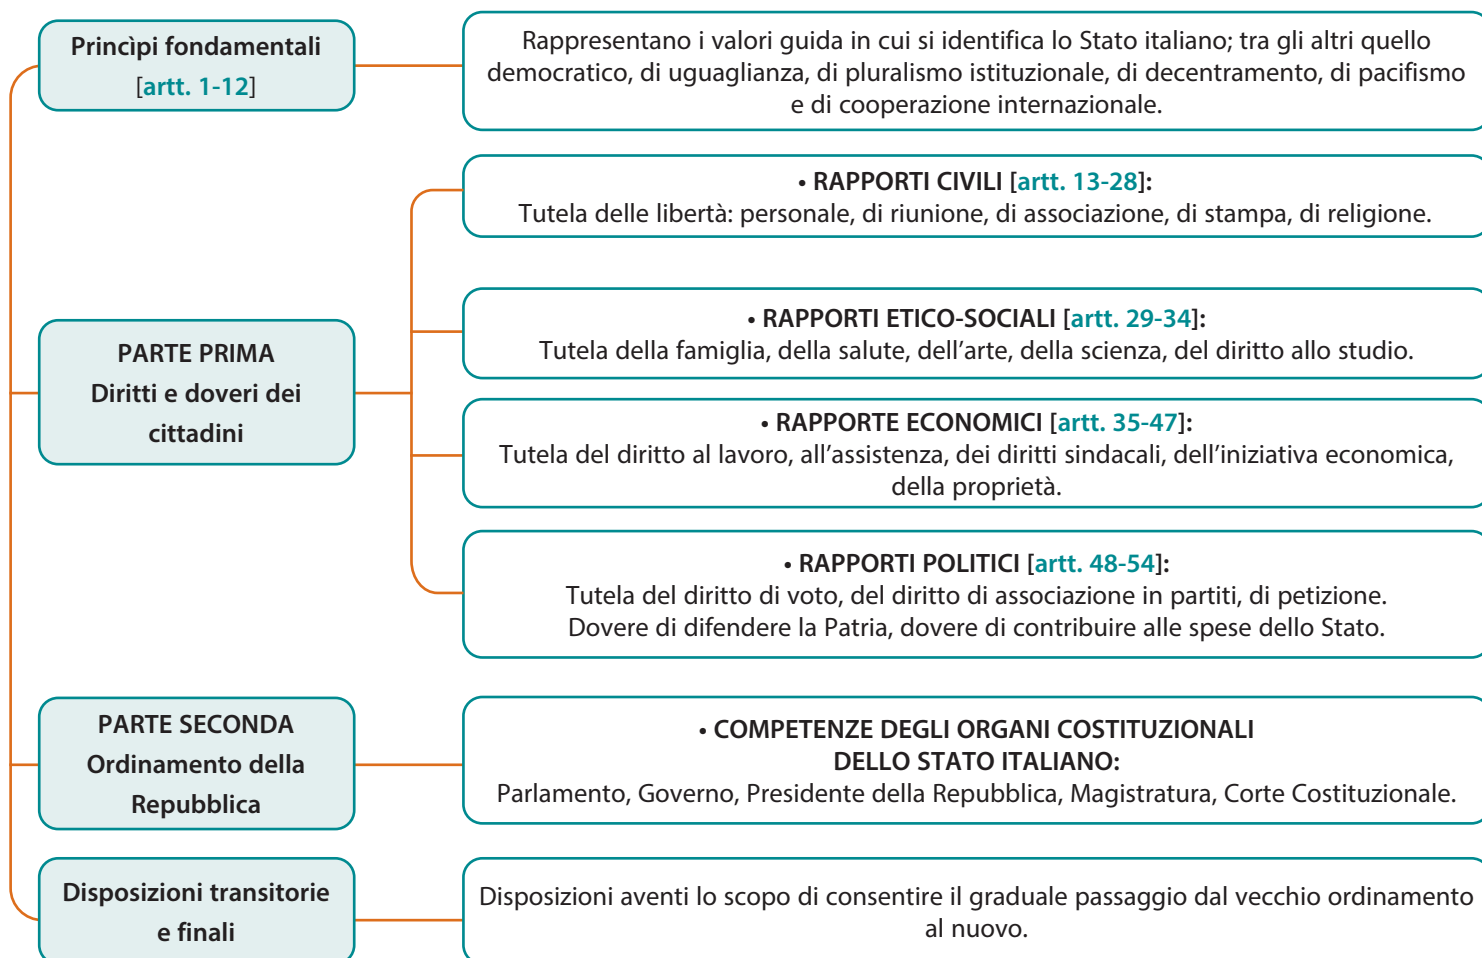 Princìpi fondamentali
[artt. 1-12]
Rappresentano i valori guida in cui si identifica lo Stato italiano; tra gli altri quello
democratico, di uguaglianza, di pluralismo istituzionale, di decentramento, di pacifismo
e di cooperazione internazionale.
PARTE PRIMA
Diritti e doveri dei
cittadini
• RAPPORTI CIVILI [artt. 13-28]:
Tutela delle libertà: personale, di riunione, di associazione, di stampa, di religione.
• RAPPORTI ETICO-SOCIALI [artt. 29-34]:
Tutela della famiglia, della salute, dell’arte, della scienza, del diritto allo studio.
• RAPPORTE ECONOMICI [artt. 35-47]:
Tutela del diritto al lavoro, all’assistenza, dei diritti sindacali, dell’iniziativa economica,
della proprietà.
• RAPPORTI POLITICI [artt. 48-54]:
Tutela del diritto di voto, del diritto di associazione in partiti, di petizione.
Dovere di difendere la Patria, dovere di contribuire alle spese dello Stato.
PARTE SECONDA
Ordinamento della
Repubblica
• COMPETENZE DEGLI ORGANI COSTITUZIONALI
DELLO STATO ITALIANO:
Parlamento, Governo, Presidente della Repubblica, Magistratura, Corte Costituzionale.
Disposizioni transitorie
e finali
Disposizioni aventi lo scopo di consentire il graduale passaggio dal vecchio ordinamento
al nuovo.